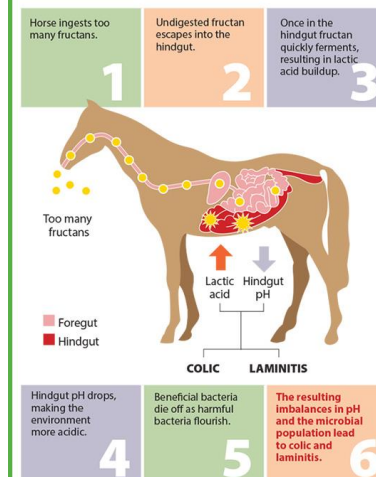 Horse ingests too
many fructans.
1
Undigested fructan
escapes into the
hindgut.
2
Once in the
hindgut fructan
quickly ferments,
resulting in lactic
acid buildup.
3
Too many
fructans
Lactic
acid
Hindgut
pH
Foregut
Hindgut
COLIC
LAMINITIS
Hindgut pH drops,
making the
environment
more acidic.
4
Beneficial bacteria
die off as harmful
bacteria flourish.
5
The resulting
imbalances in pH
and the microbial
population lead
to colic and
laminitis.
6